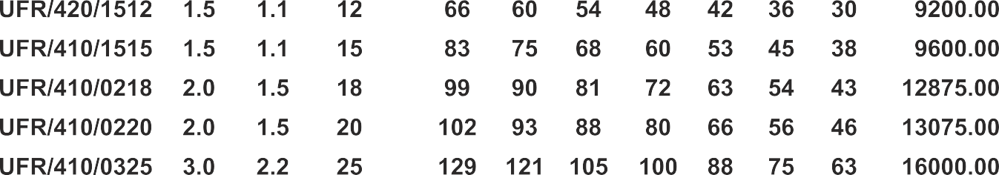 UFR/420/1512 1.5 1.1 12 66 60 54 48 42 36 30 9200.00
UFR/410/1515 1.5 1.1 15 83 75 68 60 53 45 38 9600.00
UFR/410/0218 2.0 1.5 18 99 90 81 72 63 54 43 12875.00
UFR/410/0220 2.0 1.5 20 102 93 88 80 66 56 46 13075.00
UFR/410/0325 3.0 2.2 25 129 121 105 100 88 75 63 16000.00